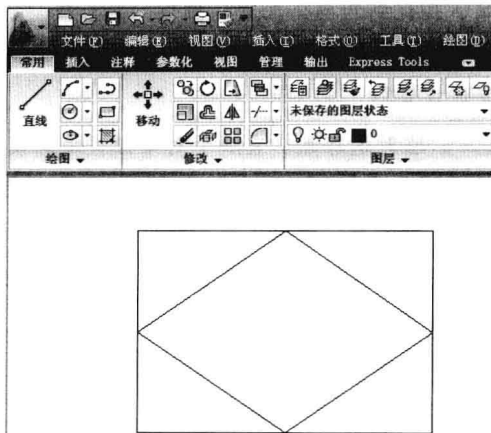 文件(F) 编辑(E) 视图(V) 插入(I) 格式(O) 工具(T) 绘图(D)
常用 插入 注释 参数化 视图 管理 输出 Express Tools
直线 移动 未保存的图层状态
0
绘图 修改 图层